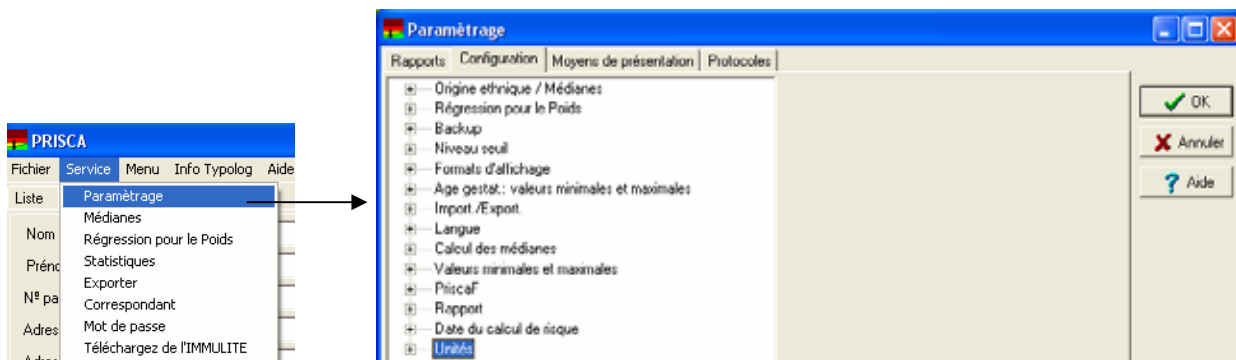 PRISCA
Fichier Service Menu Info Typolog Aide
Liste
Paramètrage
Médianes
Régression pour le Poids
Statistiques
Exporter
Correspondant
Mot de passe
Téléchargez de l'IMMULITE
Nom
Préno
Nº pa
Adres
Paramètrage
Rapports Configuration Moyens de présentation Protocoles
Origine ethnique / Médianes
Régression pour le Poids
Backup
Niveau seuil
Formats d'affichage
Age gestat.: valeurs minimales et maximales
Import./Export.
Langue
Calcul des médianes
Valeurs minimales et maximales
PriscaF
Rapport
Date du calcul de risque
Unités
OK
Annuler
Aide